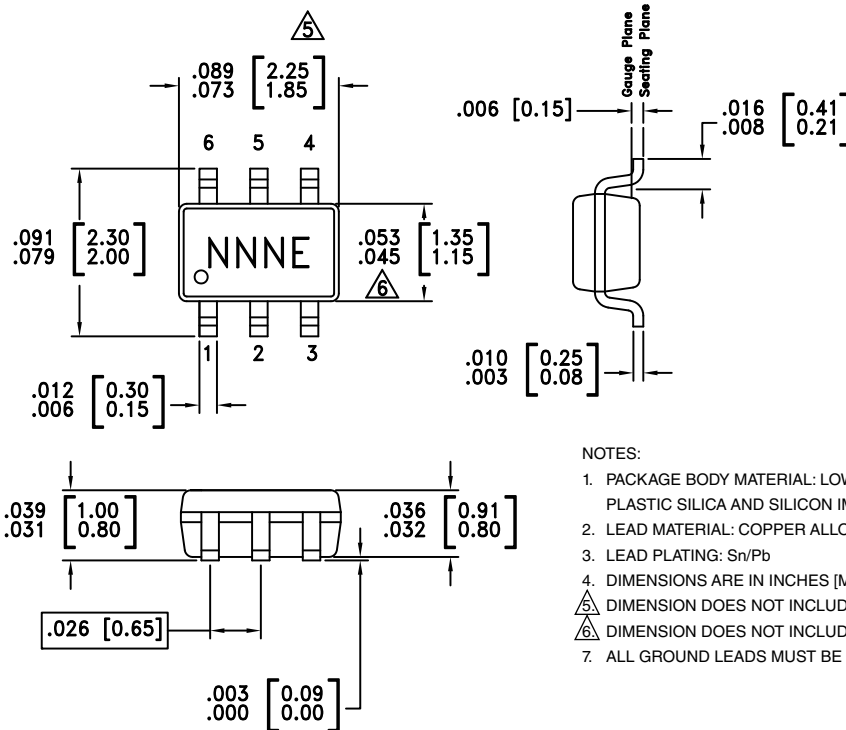 5
.089 [2.25]
.073 [1.85]
Gauge Plane
Seating Plane
.006 [0.15]
.016 [0.41]
.008 [0.21]
6 5 4
.091 [2.30]
.079 [2.00]
NNNE
.053 [1.35]
.045 [1.15]
6
1 2 3
.012 [0.30]
.006 [0.15]
.010 [0.25]
.003 [0.08]
.039 [1.00]
.031 [0.80]
.036 [0.91]
.032 [0.80]
.026 [0.65]
.003 [0.09]
.000 [0.00]
NOTES:
1. PACKAGE BODY MATERIAL: LOW
PLASTIC SILICA AND SILICON
2. LEAD MATERIAL: COPPER
3. LEAD PLATING: Sn/Pb
4. DIMENSIONS ARE IN INCHES
5. DIMENSION DOES NOT
6. DIMENSION DOES NOT
7. ALL GROUND LEADS MUST BE